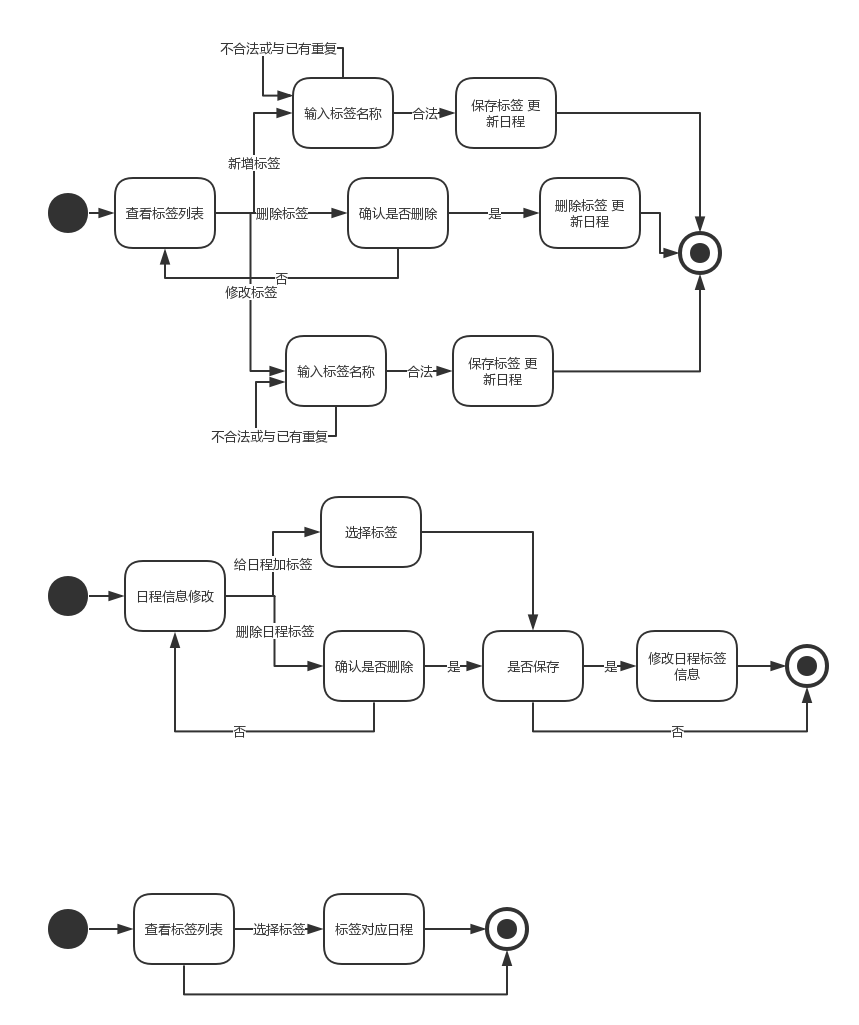 不合法或与已有重复
输入标签名称
合法
保存标签 更
新日程
新增标签
查看标签列表
删除标签
确认是否删除
是
删除标签 更
新日程
否
修改标签
输入标签名称
合法
保存标签 更
新日程
不合法或与已有重复
选择标签
给日程加标签
日程信息修改
删除日程标签
确认是否删除
是
是否保存
是
修改日程标签
信息
否
否
查看标签列表
选择标签
标签对应日程